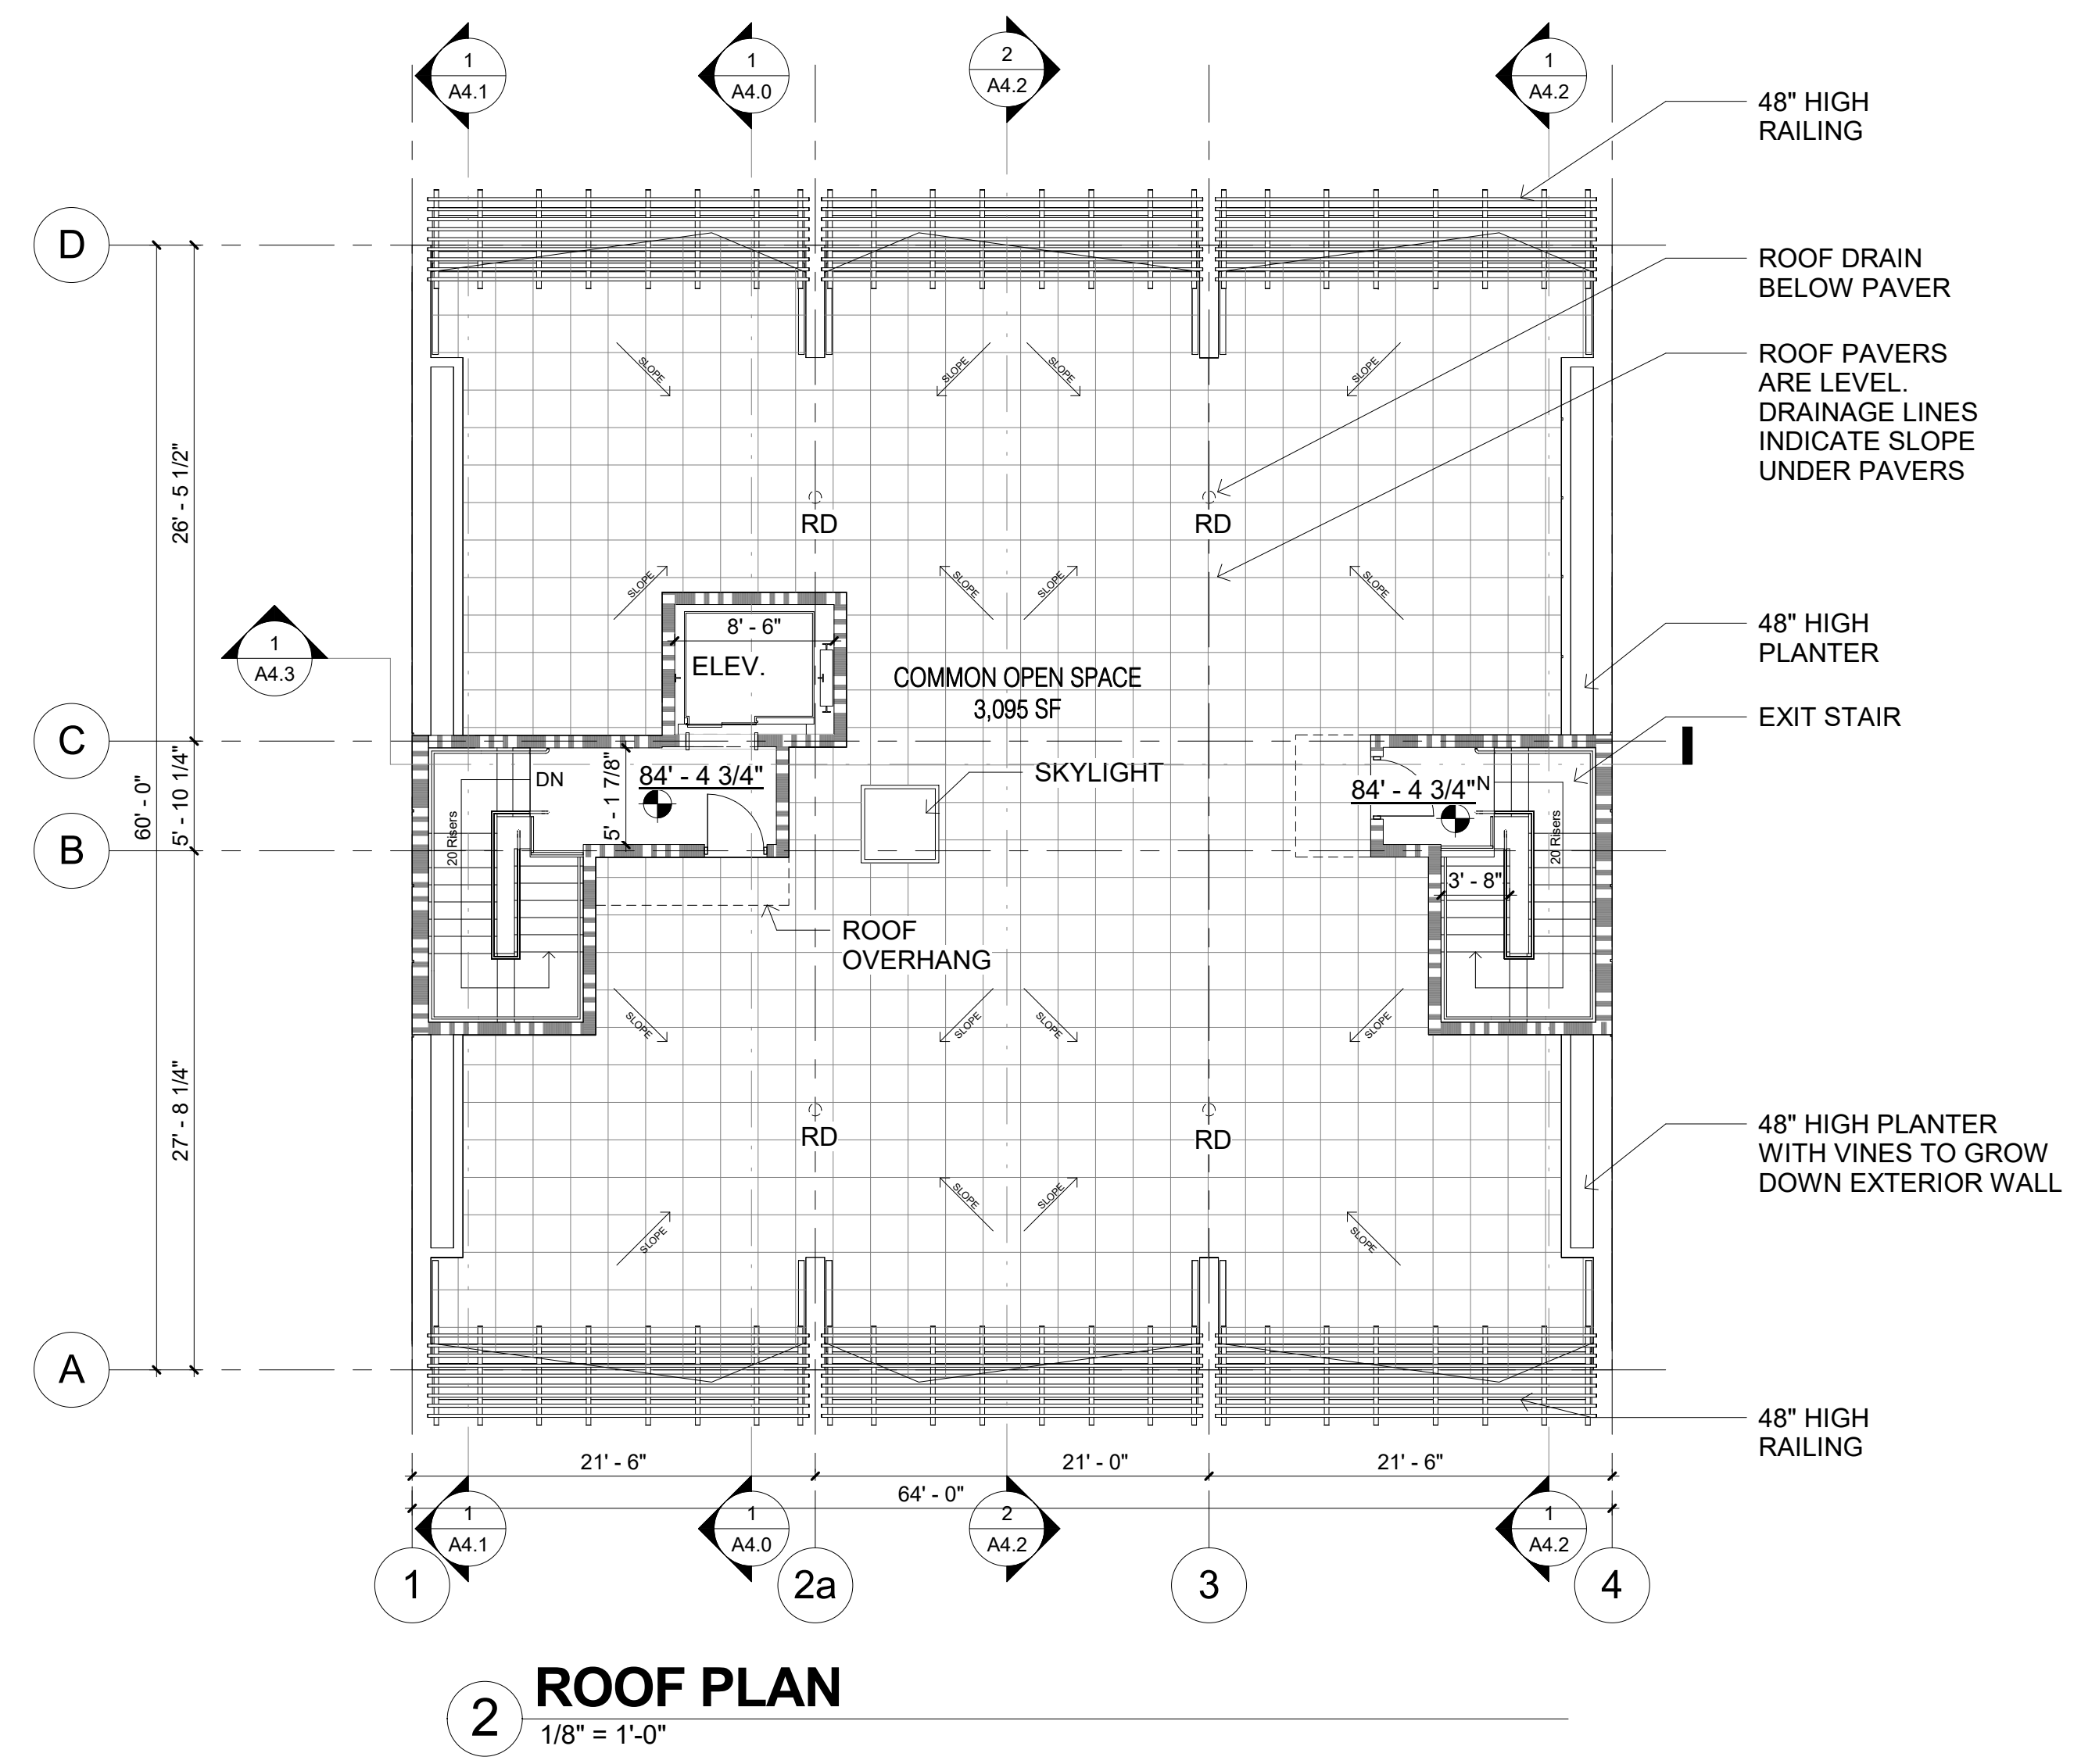 1
A4.1
1
A4.0
2
A4.2
1
A4.2
48" HIGH
RAILING
D
ROOF DRAIN
BELOW PAVER
ROOF PAVERS
ARE LEVEL.
DRAINAGE LINES
INDICATE SLOPE
UNDER PAVERS
SLOPE
SLOPE
SLOPE
SLOPE
26' - 5 1/2"
RD
RD
SLOPE
SLOPE
SLOPE
SLOPE
1
A4.3
8' - 6"
ELEV.
COMMON OPEN SPACE
3,095 SF
48" HIGH
PLANTER
EXIT STAIR
C
DN
84' - 4 3/4"
SKYLIGHT
84' - 4 3/4"
N
60' - 0"
5' - 10 1/4"
5' - 1 7/8"
20 Risers
20 Risers
B
3' - 8"
ROOF
OVERHANG
SLOPE
SLOPE
SLOPE
SLOPE
27' - 8 1/4"
RD
RD
48" HIGH PLANTER
WITH VINES TO GROW
DOWN EXTERIOR WALL
SLOPE
SLOPE
SLOPE
SLOPE
A
48" HIGH
RAILING
21' - 6"
21' - 0"
21' - 6"
64' - 0"
1
A4.1
1
A4.0
2
A4.2
1
A4.2
1
2a
3
4
2
ROOF PLAN
1/8" = 1'-0"